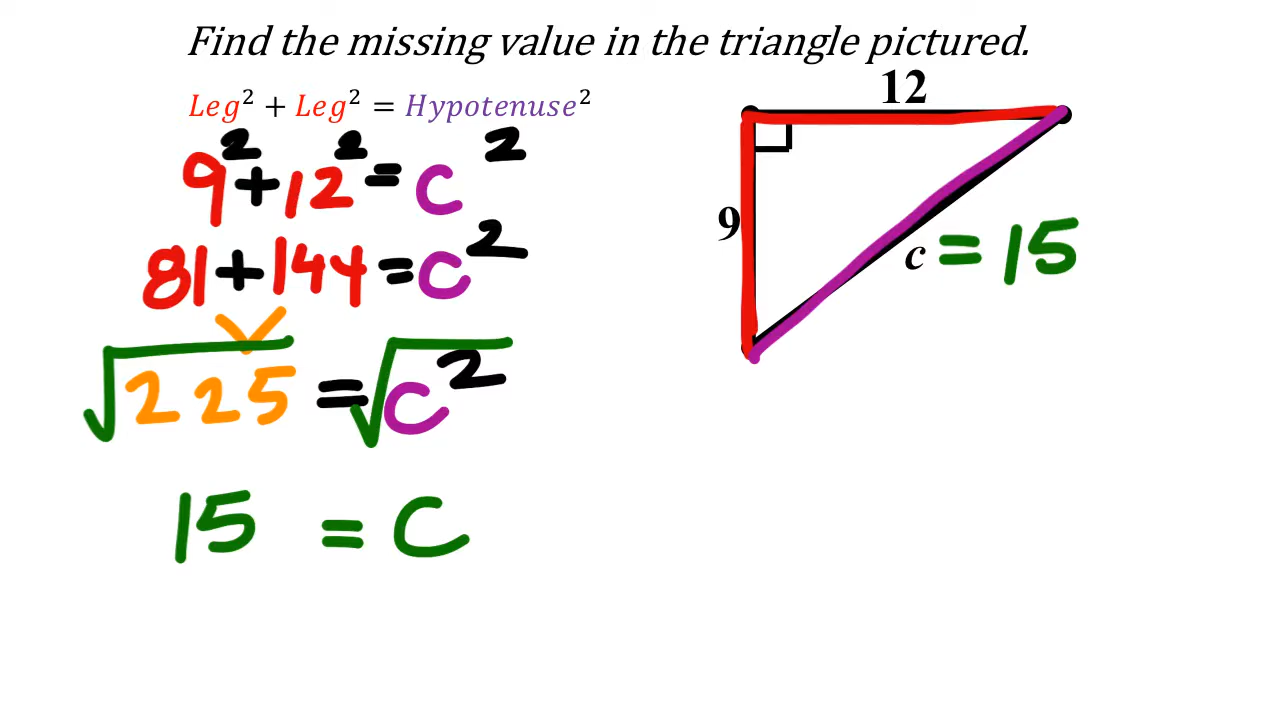 Find the missing value in the triangle pictured.
Leg² + Leg² = Hypotenuse²
9² + 12² = c²
81 + 144 = c²
√225 = √c²
15 = c
12
9
c = 15